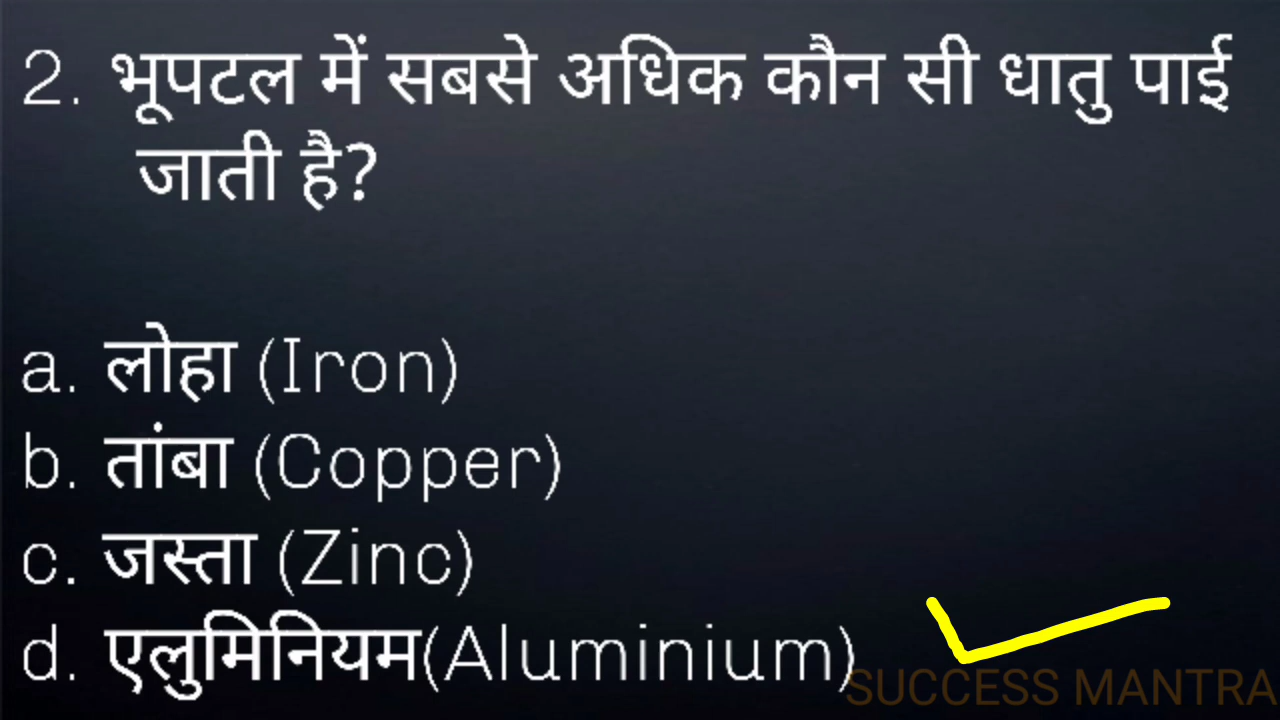 2. भूपटल में सबसे अधिक कौन सी धातु पाई
जाती है?
a. लोहा (Iron)
b. तांबा (Copper)
c. जस्ता (Zinc)
d. एलुमिनियम(Aluminium)
SUCCESS MANTRA